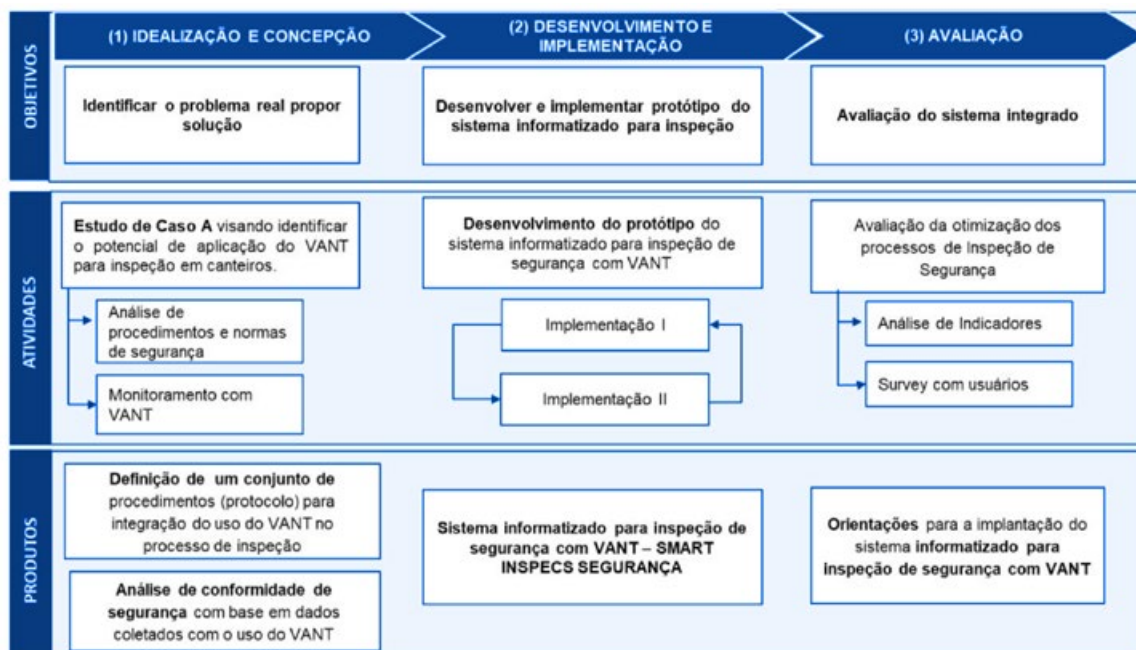 (1) IDEALIZAÇÃO E CONCEPÇÃO
(2) DESENVOLVIMENTO E
IMPLEMENTAÇÃO
(3) AVALIAÇÃO
OBJETIVOS
Identificar o problema real propor
solução
Desenvolver e implementar protótipo do
sistema informatizado para inspeção
Avaliação do sistema integrado
ATIVIDADES
Estudo de Caso A visando identificar
o potencial de aplicação do VANT
para inspeção em canteiros.
Análise de
procedimentos e normas
de segurança
Monitoramento com
VANT
Desenvolvimento do protótipo do
sistema informatizado para inspeção de
segurança com VANT
Implementação I
Implementação II
Avaliação da otimização dos
processos de Inspeção de
Segurança
Análise de Indicadores
Survey com usuários
PRODUTOS
Definição de um conjunto de
procedimentos (protocolo) para
integração do uso do VANT no
processo de inspeção
Análise de conformidade de
segurança com base em dados
coletados com o uso do VANT
Sistema informatizado para inspeção de
segurança com VANT – SMART
INSPECS SEGURANÇA
Orientações para a implantação do
sistema informatizado para
inspeção de segurança com VANT